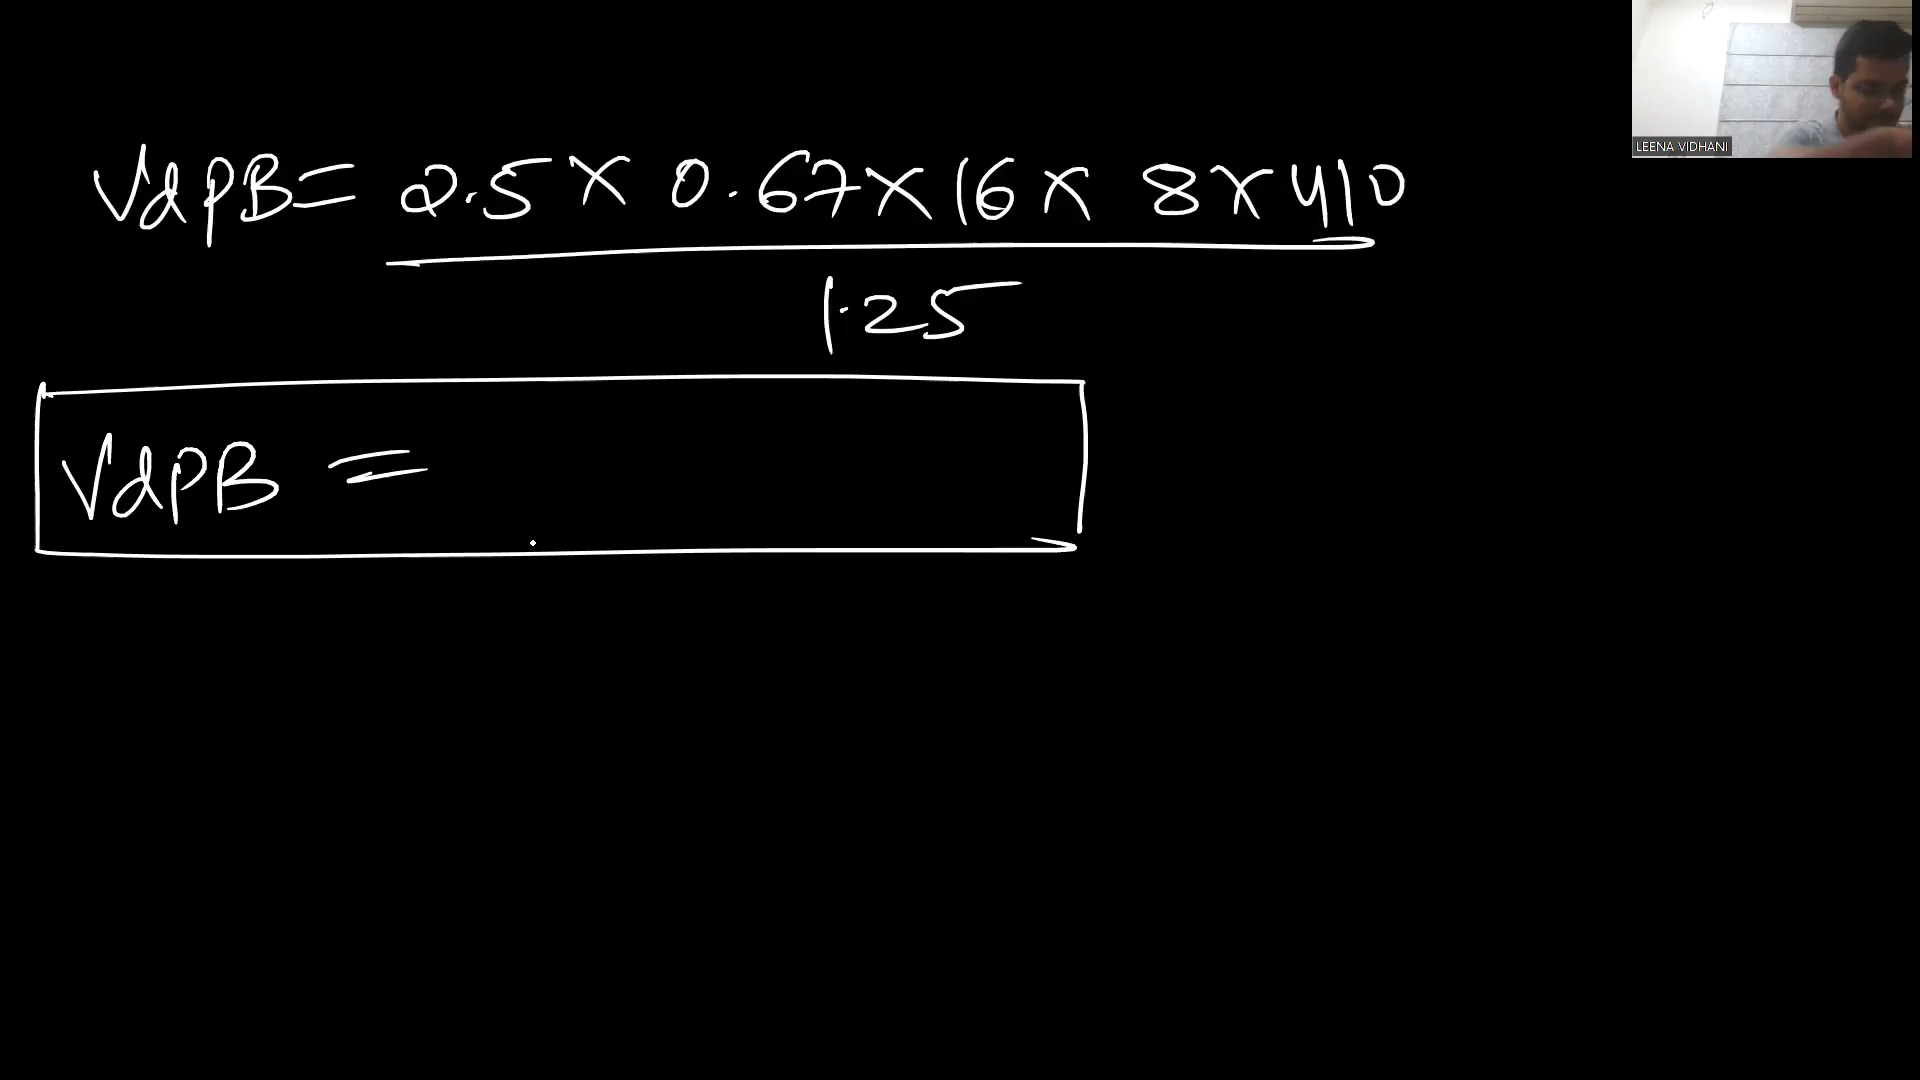 VdpB= 2.5 X 0.67 X 16 X 8 X 410
1.25
VdpB =
LEENA VIDHANI